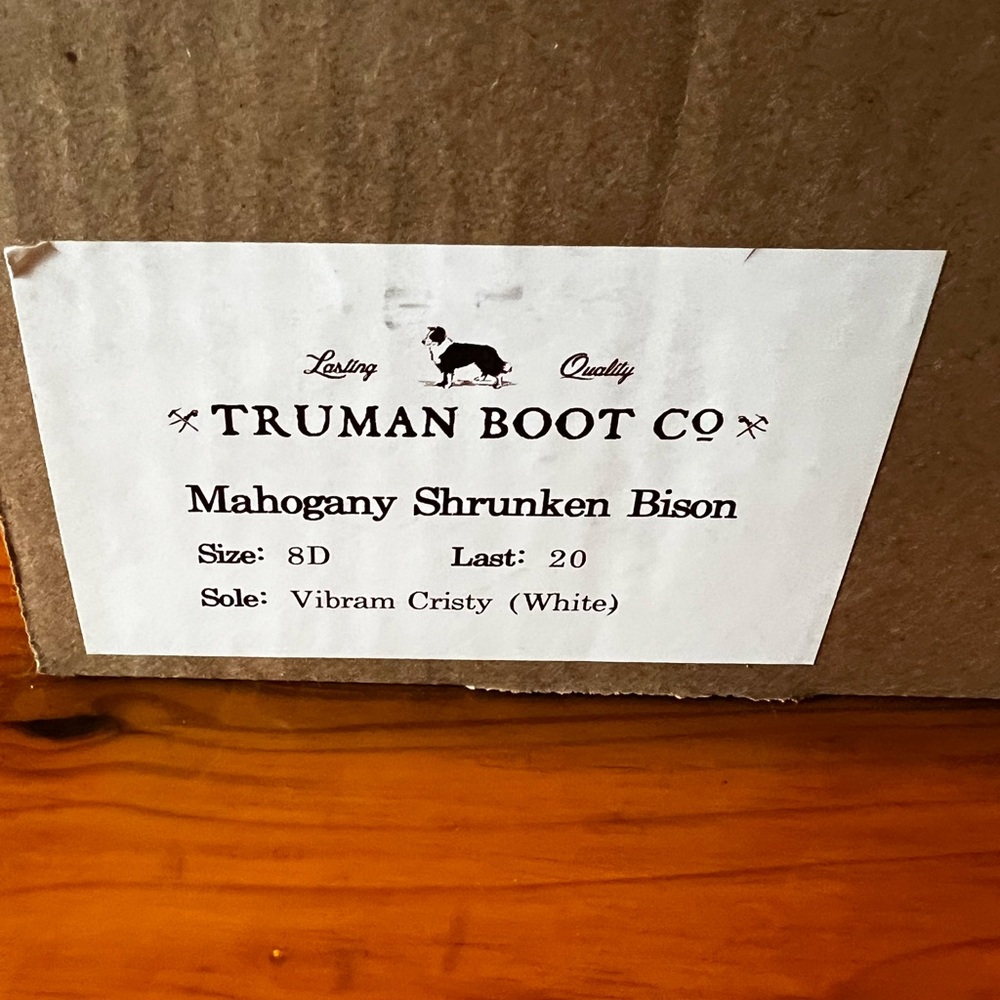 Lasting Quality
TRUMAN BOOT Cº
Mahogany Shrunken Bison
Size: 8D Last: 20
Sole: Vibram Cristy (White)